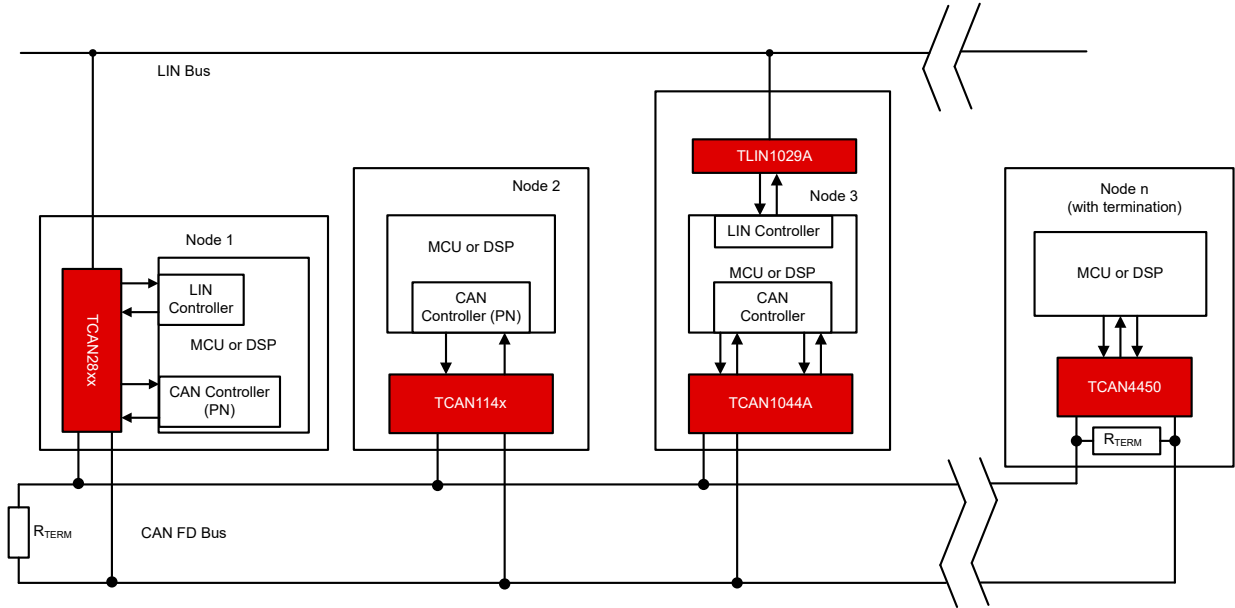 LIN Bus
Node 1
TCAN28xx
LIN
Controller
MCU or DSP
CAN Controller
(PN)
Node 2
MCU or DSP
CAN
Controller (PN)
TCAN114x
TLIN1029A
Node 3
LIN Controller
MCU or DSP
CAN
Controller
TCAN1044A
Node n
(with termination)
MCU or DSP
TCAN4450
RTERM
RTERM
CAN FD Bus